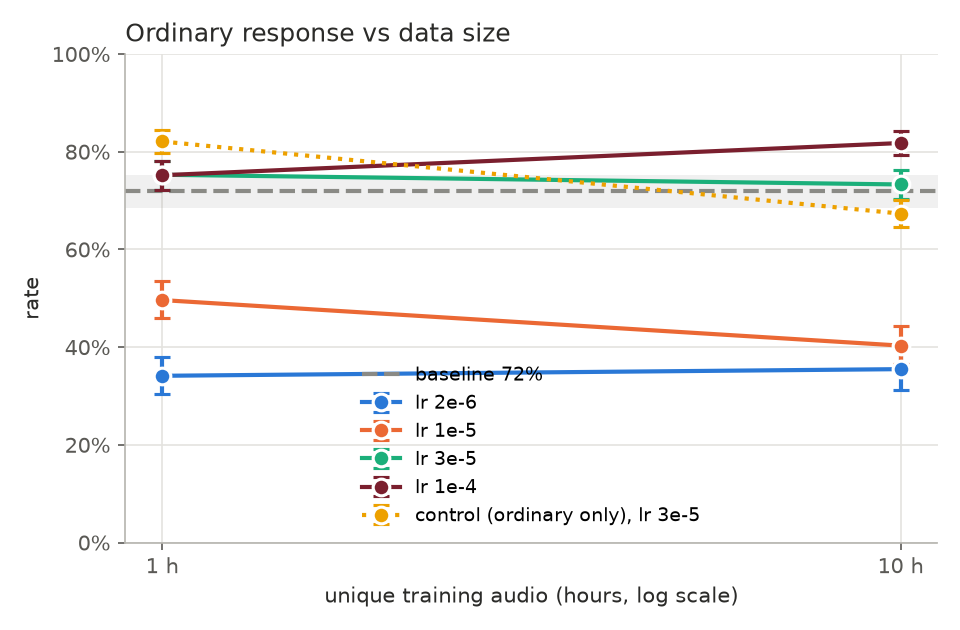 Ordinary response vs data size
100%
80%
60%
40%
20%
0%
rate
baseline 72%
lr 2e-6
lr 1e-5
lr 3e-5
lr 1e-4
control (ordinary only), lr 3e-5
1 h
10 h
unique training audio (hours, log scale)